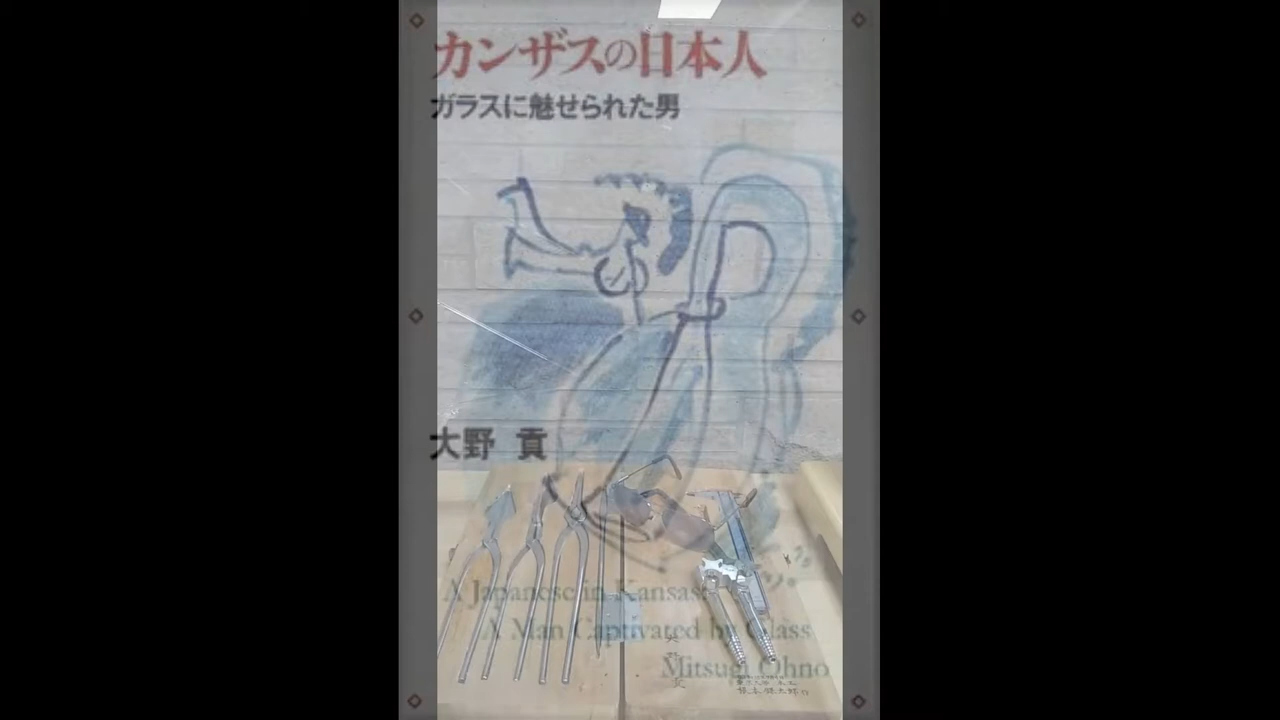 カンザスの日本人
ガラスに魅せられた男
大野 貢
A Japanese in Kansas:
A Man Captivated by Glass
Mitsugi Ohno